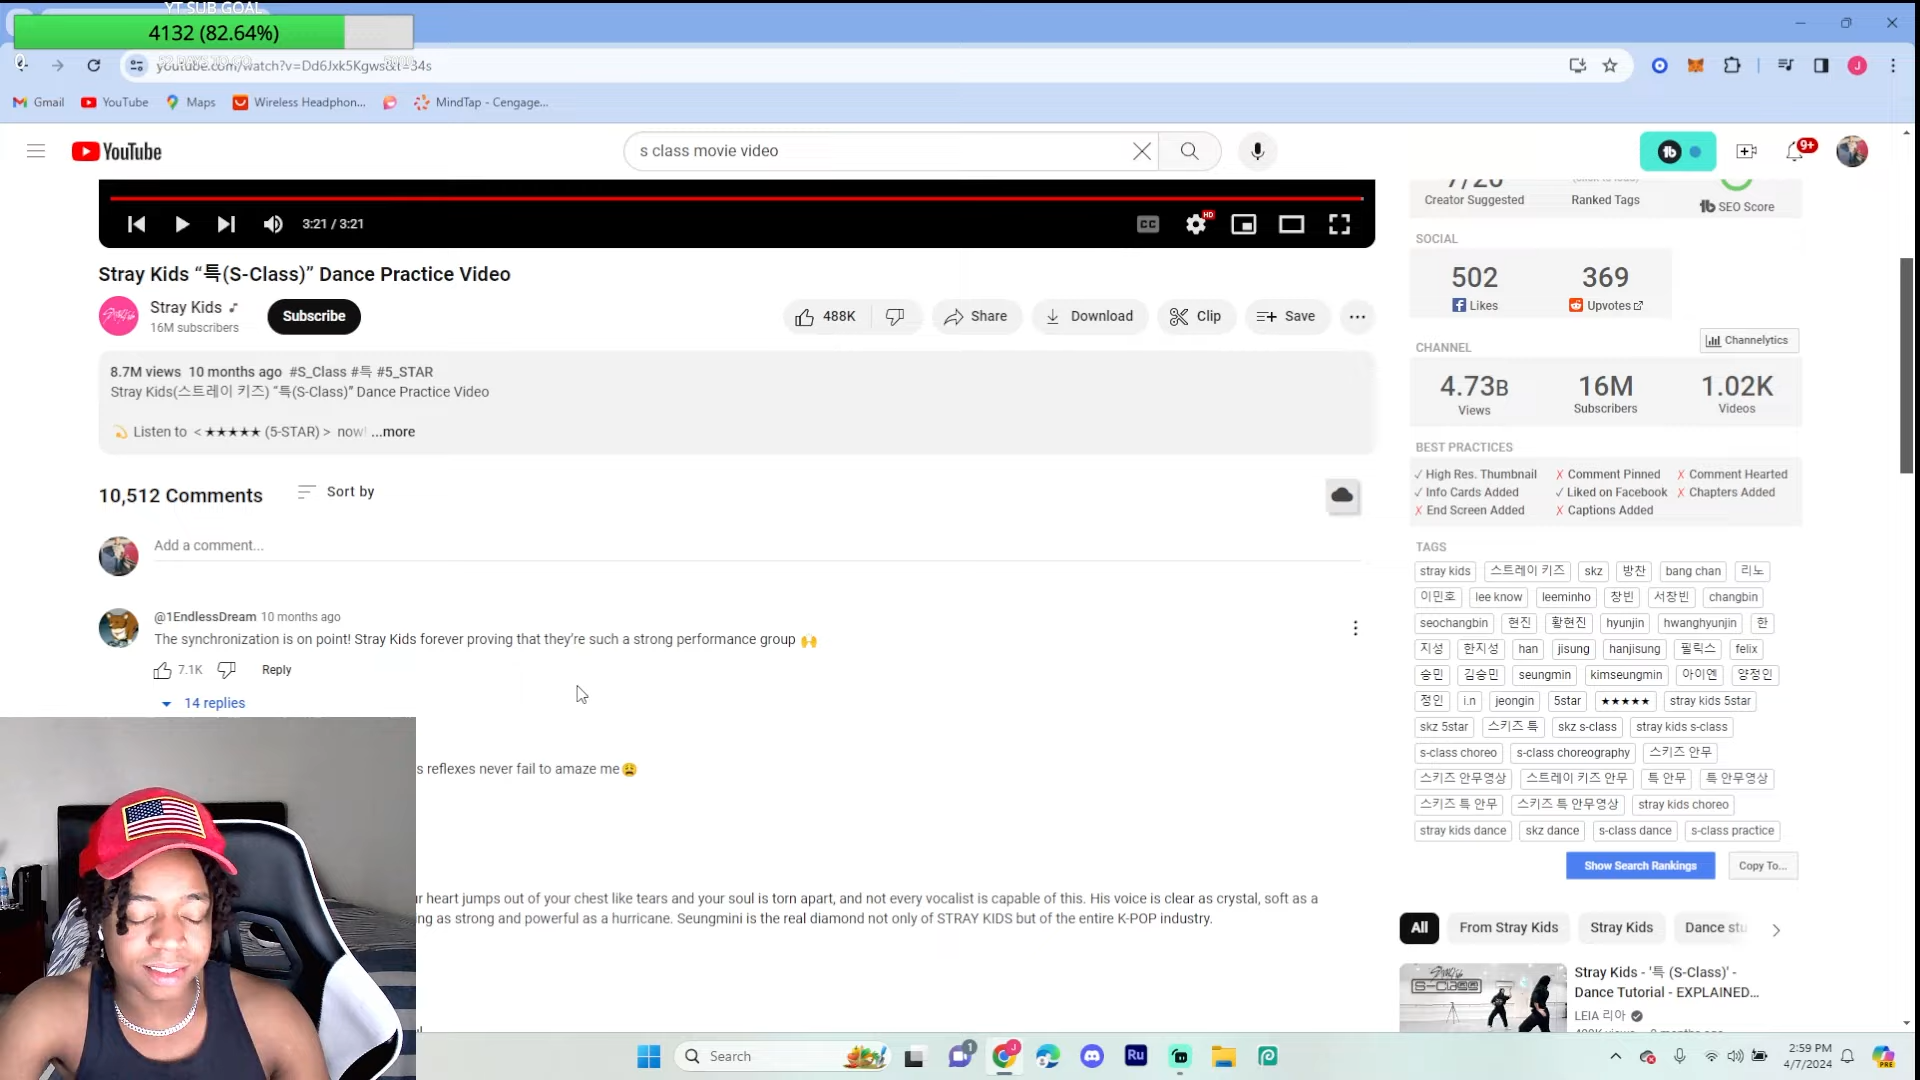 YT SUB GOAL
4132 (82.64%)
0
youtube.com/watch?v=Dd6Jxk5Kgws&t=34s
Gmail
YouTube
Maps
Wireless Headphon...
MindTap - Cengage...
YouTube
s class movie video
9+
3:21 / 3:21
CC
HD
Stray Kids “특(S-Class)” Dance Practice Video
Stray Kids
16M subscribers
Subscribe
488K
Share
Download
Clip
Save
8.7M views 10 months ago #S_Class #특 #5_STAR
Stray Kids(스트레이 키즈) “특(S-Class)” Dance Practice Video
Listen to <★★★★★ (5-STAR)> now! ...more
10,512 Comments
Sort by
Add a comment...
@1EndlessDream 10 months ago
The synchronization is on point! Stray Kids forever proving that they're such a strong performance group 🙌
7.1K
Reply
14 replies
s reflexes never fail to amaze me😩
r heart jumps out of your chest like tears and your soul is torn apart, and not every vocalist is capable of this. His voice is clear as crystal, soft as a
ng as strong and powerful as a hurricane. Seungmini is the real diamond not only of STRAY KIDS but of the entire K-POP industry.
7/20
Creator Suggested
Ranked Tags
tb SEO Score
SOCIAL
502
Likes
369
Upvotes
CHANNEL
Channelytics
4.73B
Views
16M
Subscribers
1.02K
Videos
BEST PRACTICES
✓ High Res. Thumbnail ✗ Comment Pinned ✗ Comment Hearted
✓ Info Cards Added ✓ Liked on Facebook ✗ Chapters Added
✗ End Screen Added ✗ Captions Added
TAGS
stray kids 스트레이 키즈 skz 방찬 bang chan 리노
이민호 lee know leeminho 창빈 서창빈 changbin
seochangbin 현진 황현진 hyunjin hwanghyunjin 한
지성 한지성 han jisung hanjisung 필릭스 felix
승민 김승민 seungmin kimseungmin 아이엔 양정인
정인 i.n jeongin 5star ★★★★★ stray kids 5star
skz 5star 스키즈 특 skz s-class stray kids s-class
s-class choreo s-class choreography 스키즈 안무
스키즈 안무영상 스트레이 키즈 안무 특 안무 특 안무영상
스키즈 특 안무 스키즈 특 안무영상 stray kids choreo
stray kids dance skz dance s-class dance s-class practice
Show Search Rankings
Copy To...
All
From Stray Kids
Stray Kids
Dance stu
S-Class
Stray Kids - '특 (S-Class)' -
Dance Tutorial - EXPLAINED...
LEIA 리아
Search
1
Ru
2:59 PM
4/7/2024
PRE